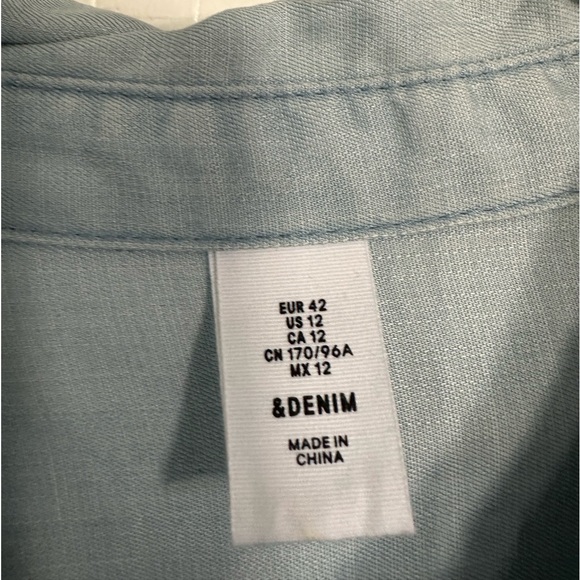 EUR 42
US 12
CA 12
CN 170/96A
MX 12
&DENIM
MADE IN
CHINA